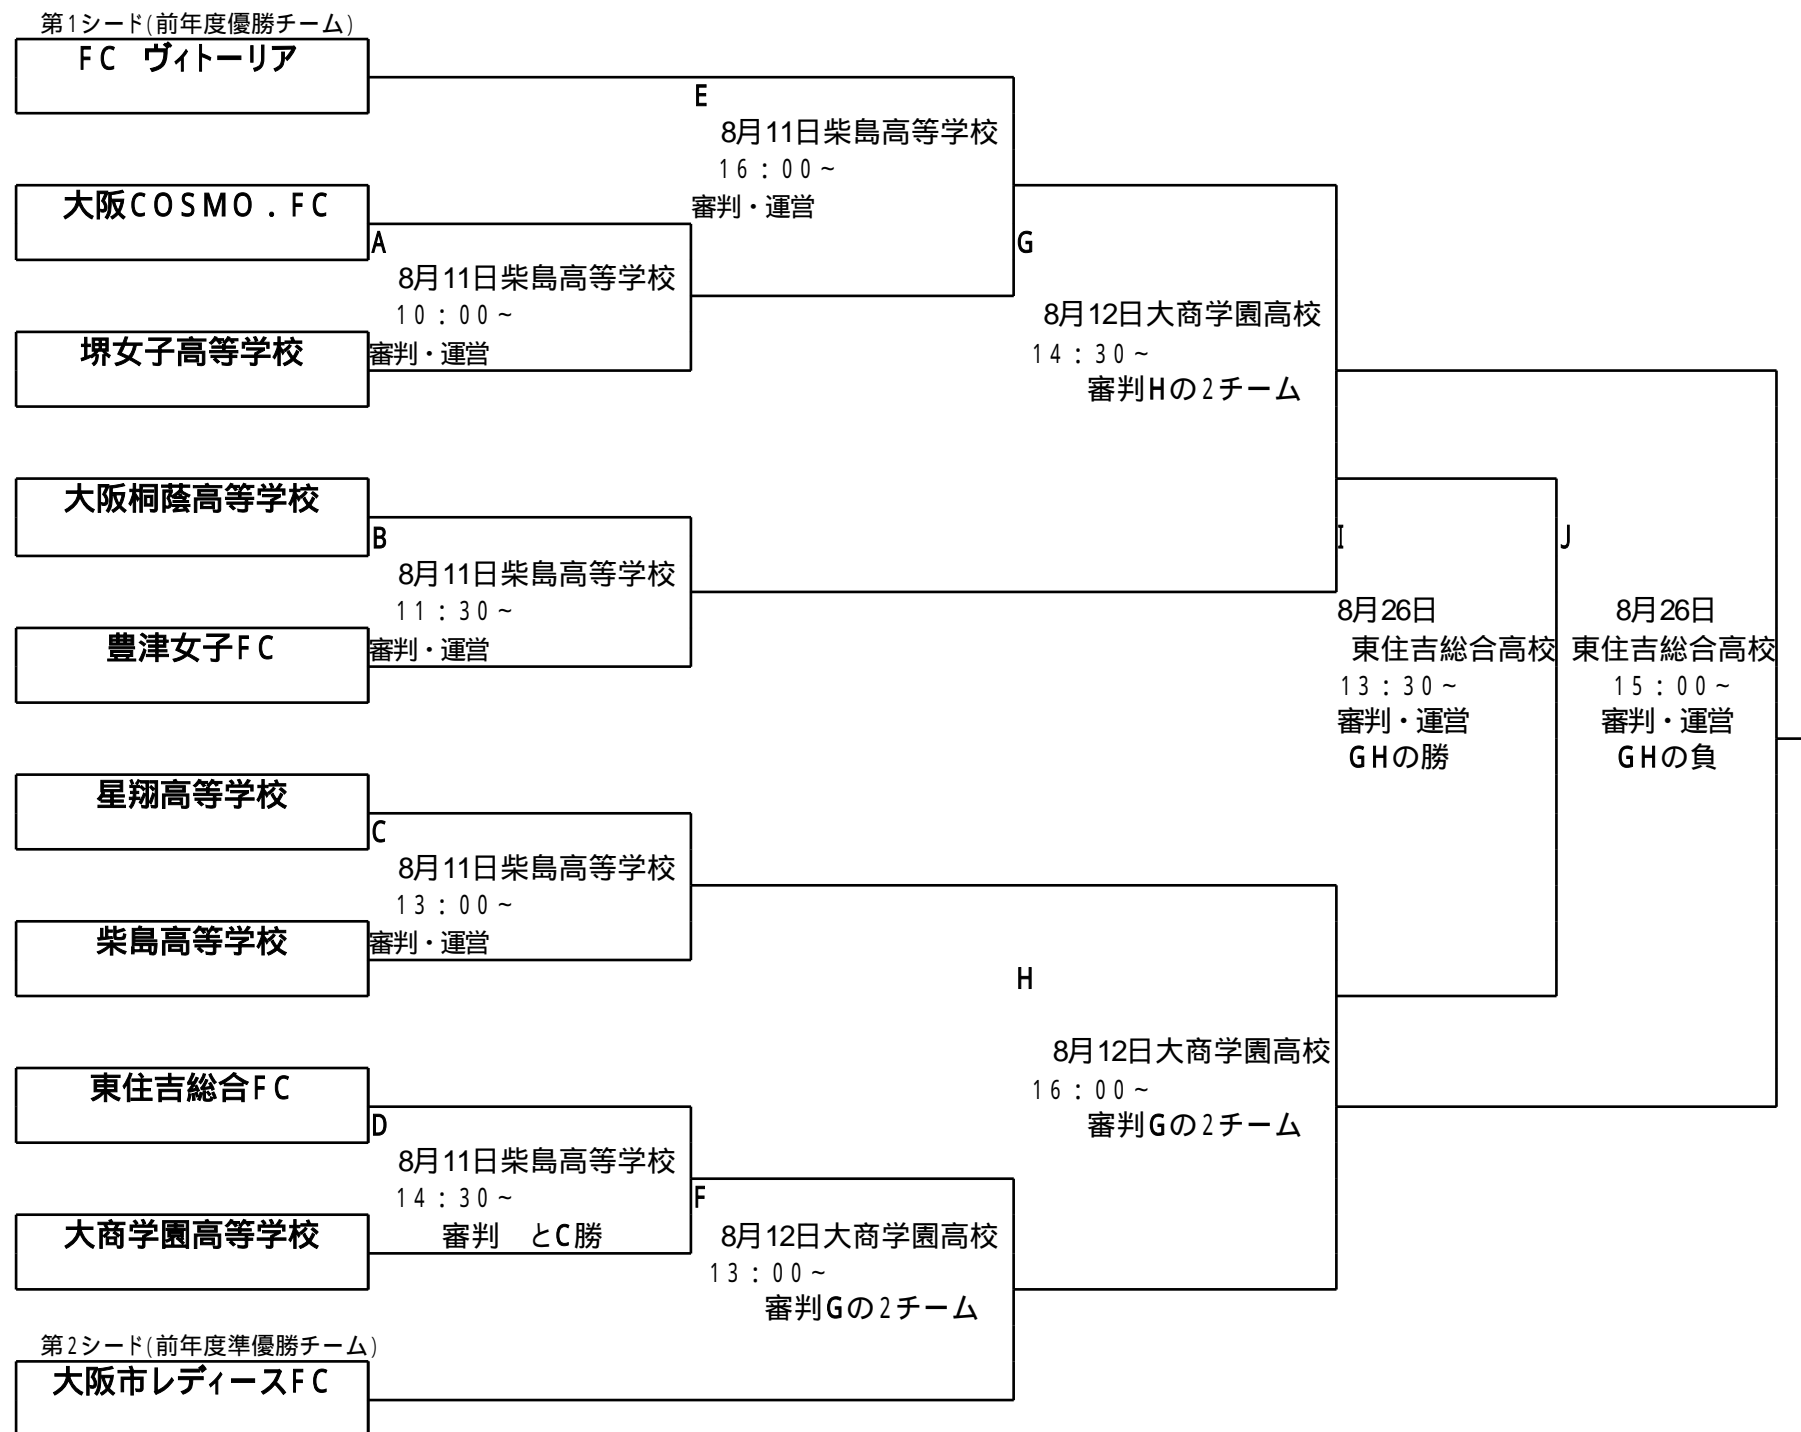 第1シード(前年度優勝チーム)
FC ヴィトーリア
E
8月11日柴島高等学校
16：00～
審判・運営
大阪COSMO．FC
A
8月11日柴島高等学校
10：00～
審判・運営
堺女子高等学校
G
8月12日大商学園高校
14：30～
審判Hの2チーム
大阪桐蔭高等学校
B
8月11日柴島高等学校
11：30～
審判・運営
豊津女子FC
I
8月26日
東住吉総合高校
13：30～
審判・運営
GHの勝
J
8月26日
東住吉総合高校
15：00～
審判・運営
GHの負
星翔高等学校
C
8月11日柴島高等学校
13：00～
審判・運営
柴島高等学校
H
8月12日大商学園高校
16：00～
審判Gの2チーム
東住吉総合FC
D
8月11日柴島高等学校
14：30～
審判　とC勝
大商学園高等学校
F
8月12日大商学園高校
13：00～
審判Gの2チーム
第2シード(前年度準優勝チーム)
大阪市レディースFC